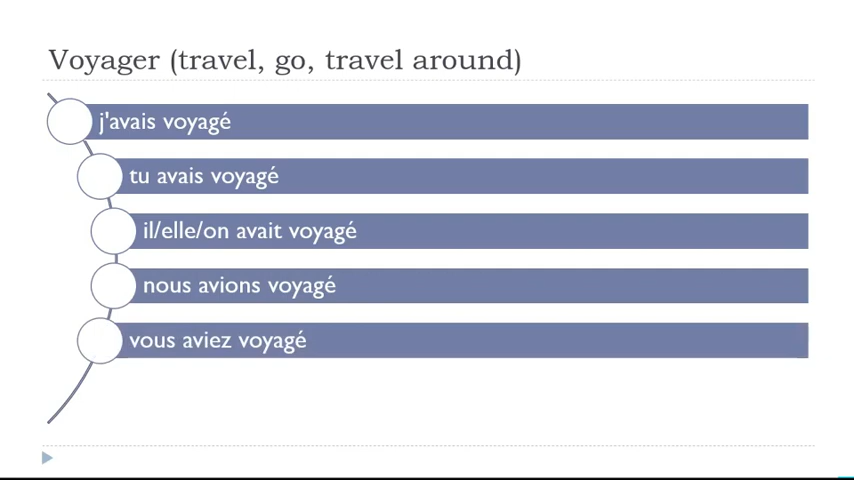 Voyager (travel, go, travel around)
j'avais voyagé
tu avais voyagé
il/elle/on avait voyagé
nous avions voyagé
vous aviez voyagé